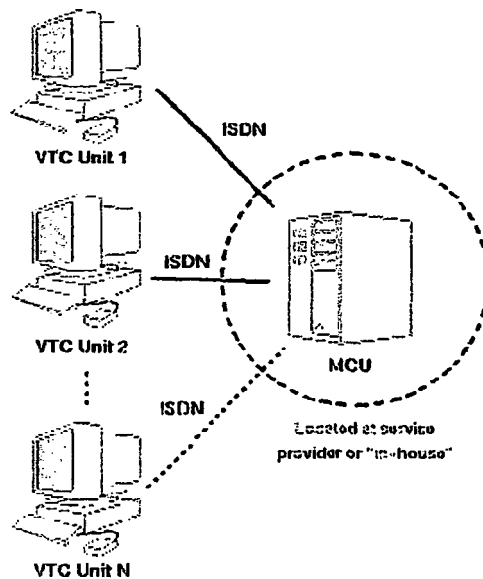 VTC Unit 1
ISDN
VTC Unit 2
ISDN
MCU
ISDN
Located at service
provider or "in-house"
VTC Unit N